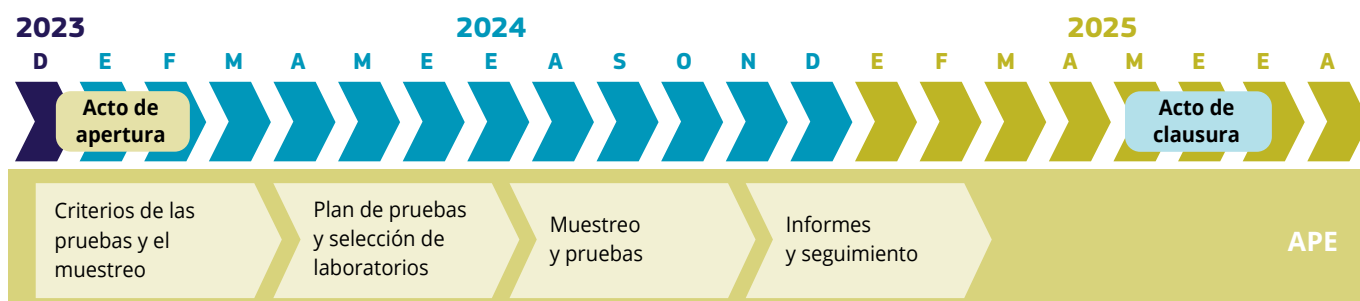 2023 2024 2025
D E F M A M E E A S O N D E F M A M E E A
Acto de
apertura
Acto de
clausura
Criterios de las
pruebas y el
muestreo
Plan de pruebas
y selección de
laboratorios
Muestreo
y pruebas
Informes
y seguimiento
APE